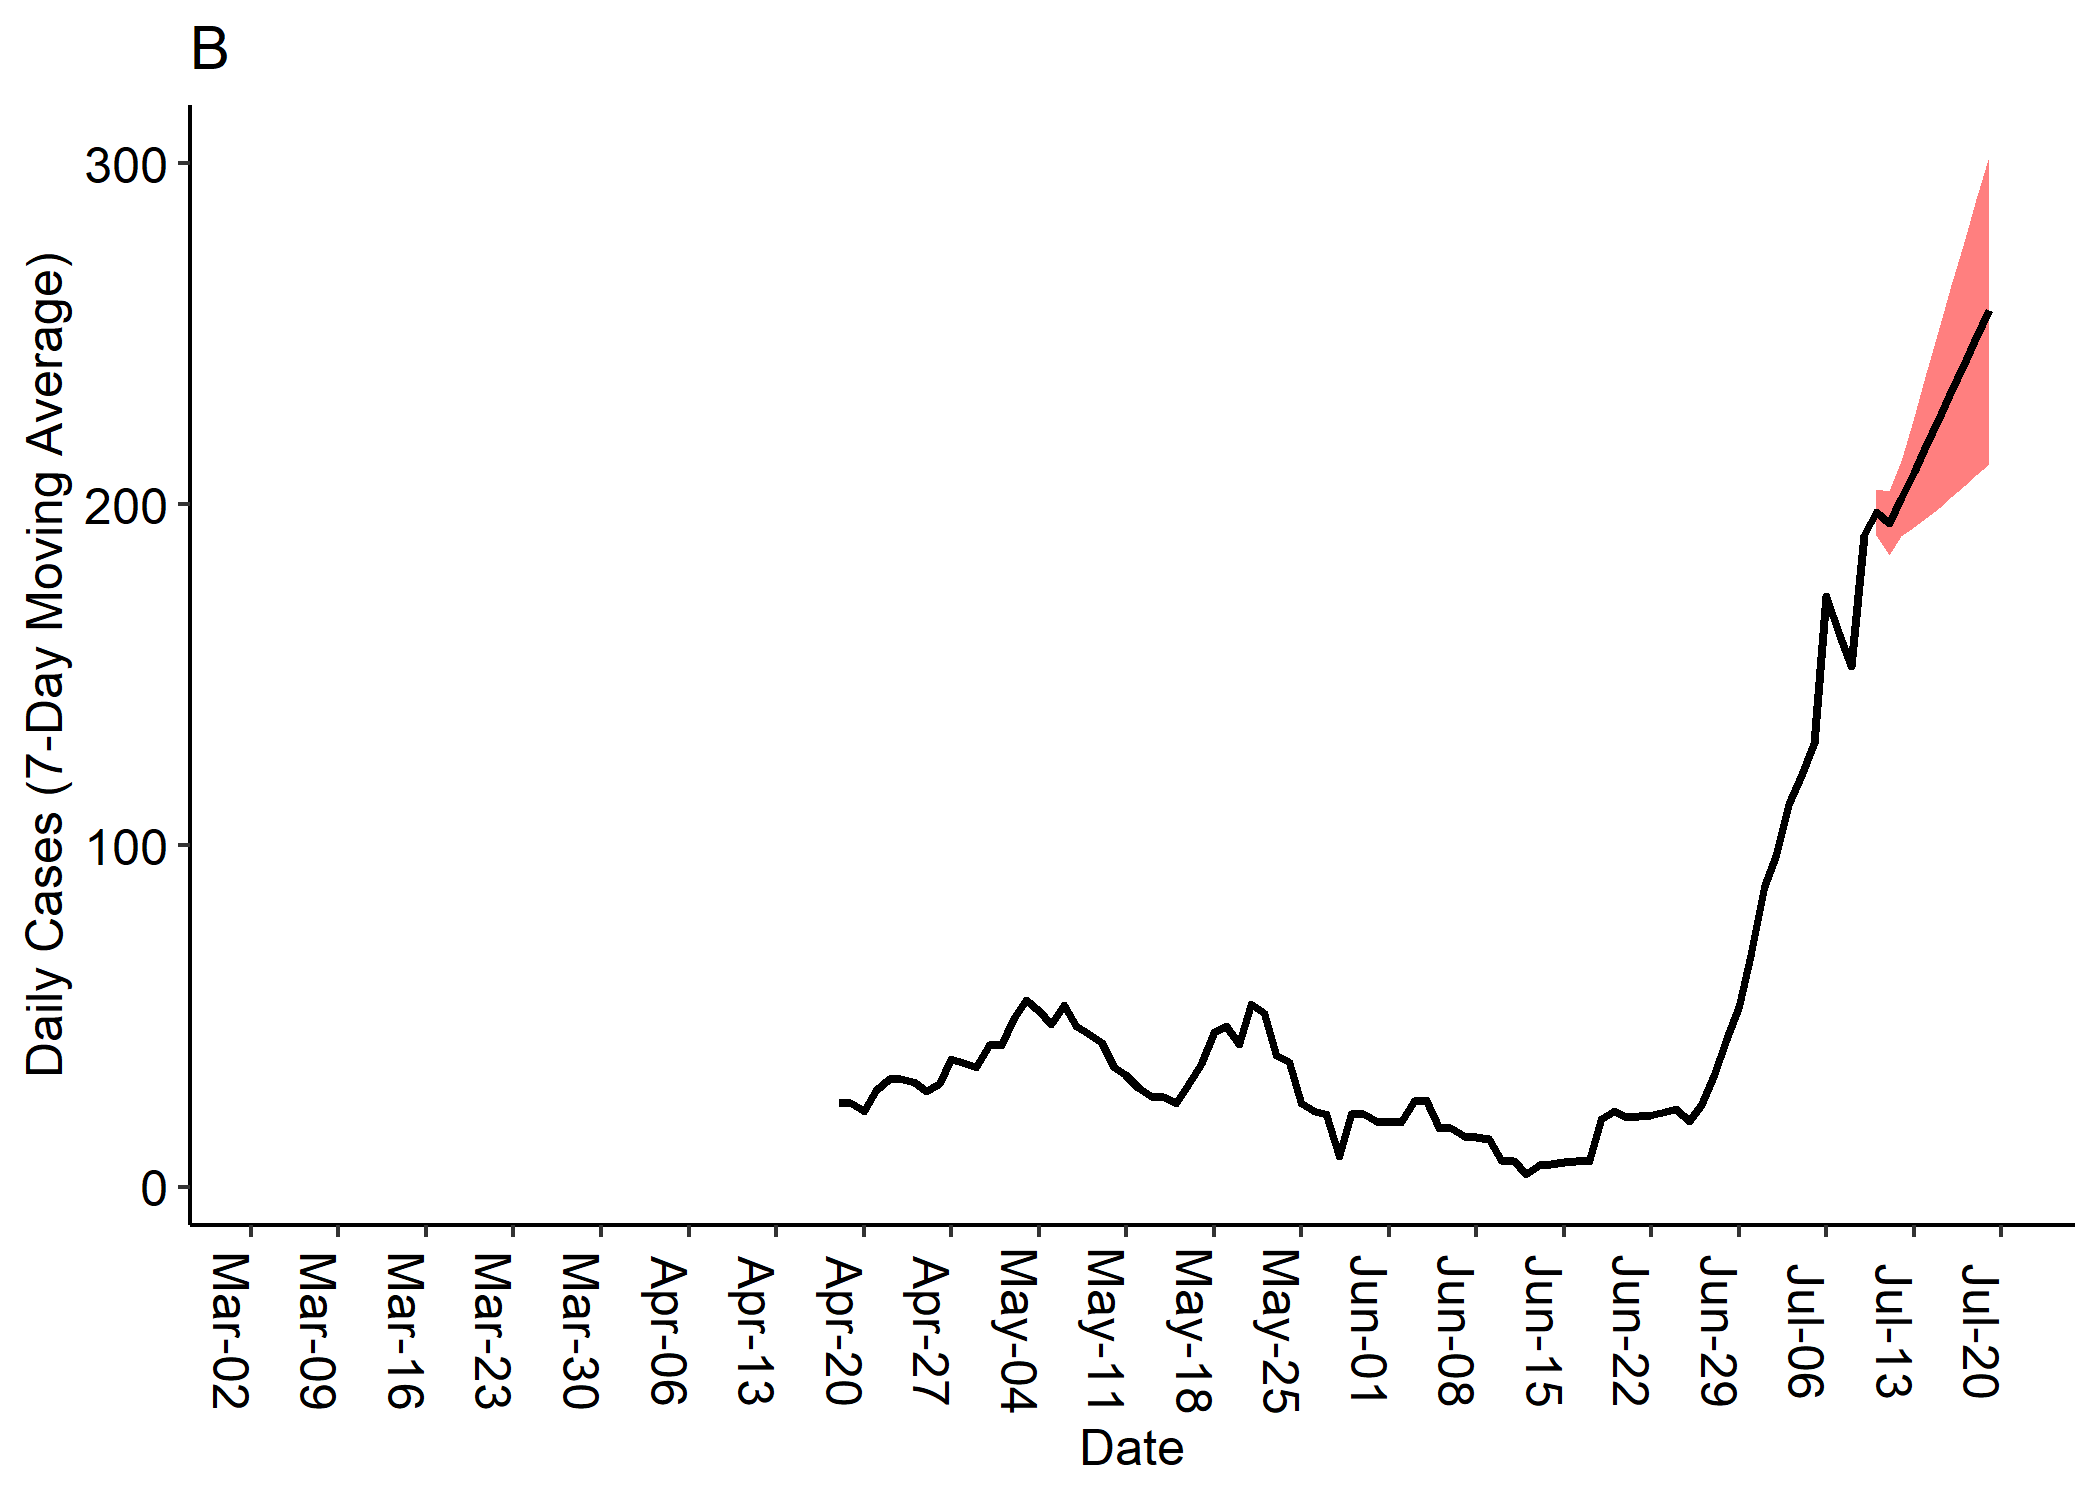 B
Daily Cases (7-Day Moving Average)
300
200
100
0
Mar-02
Mar-09
Mar-16
Mar-23
Mar-30
Apr-06
Apr-13
Apr-20
Apr-27
May-04
May-11
May-18
May-25
Jun-01
Jun-08
Jun-15
Jun-22
Jun-29
Jul-06
Jul-13
Jul-20
Date